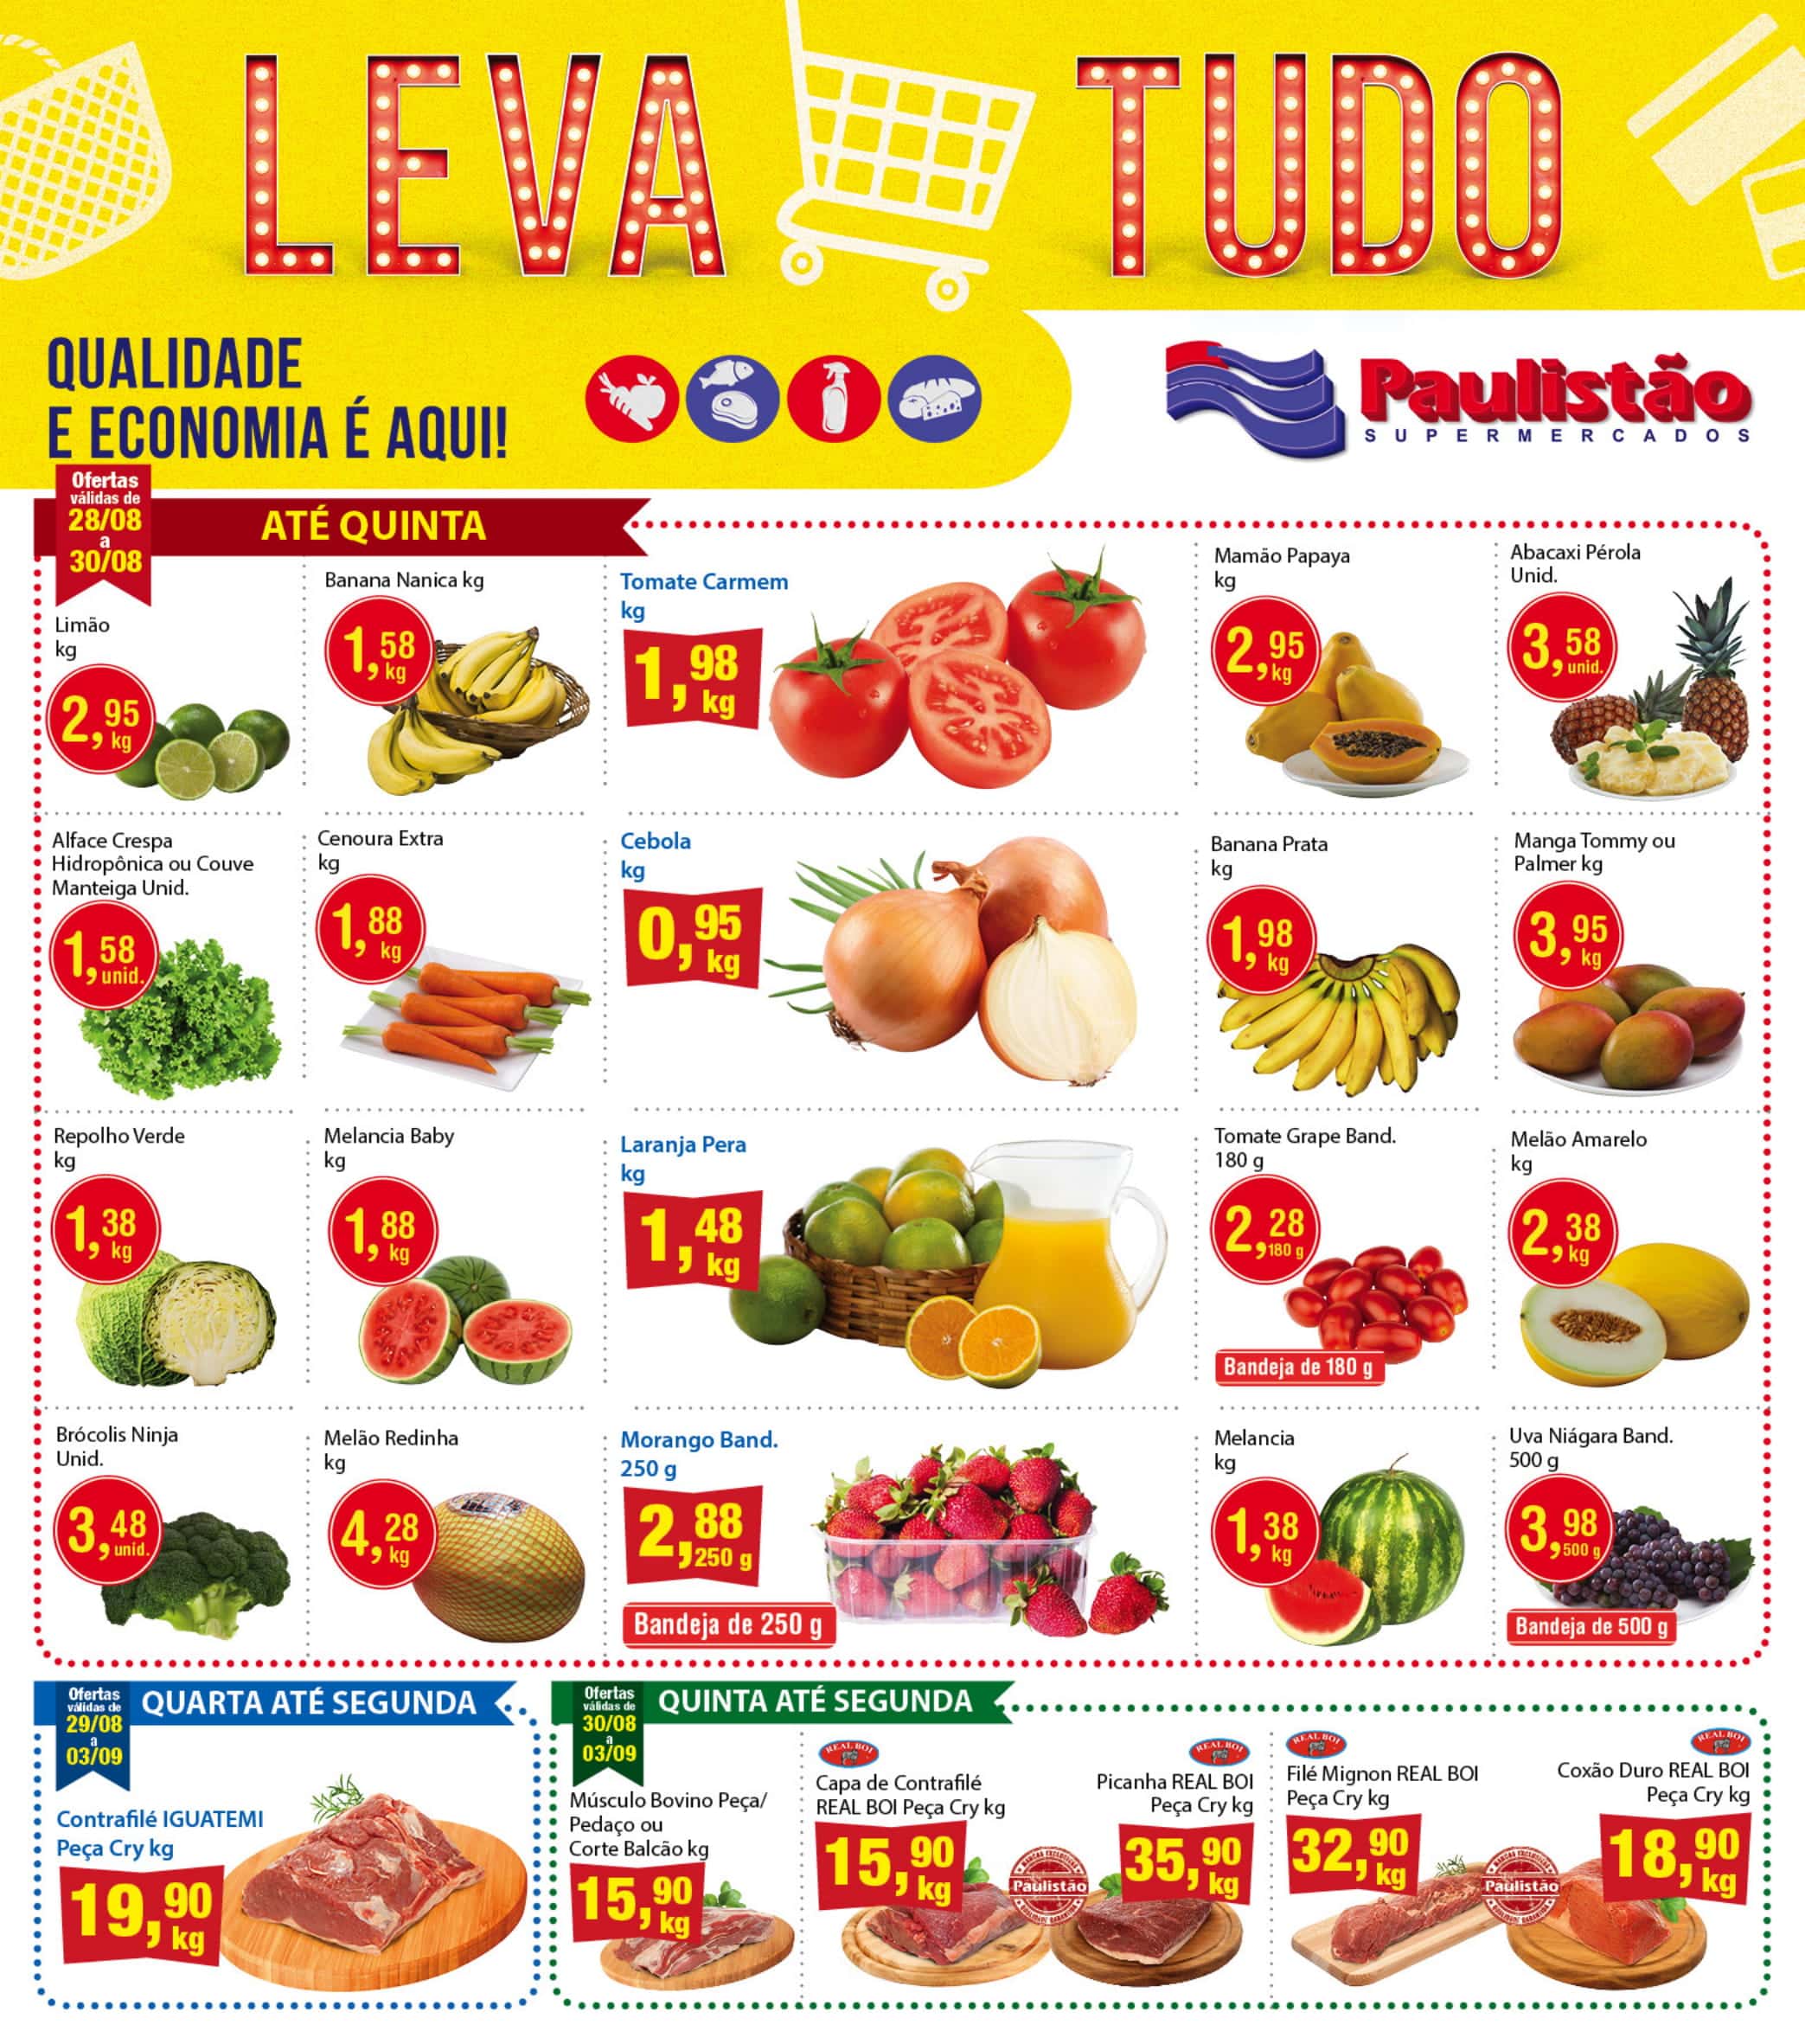 LEVA TUDO
QUALIDADE
E ECONOMIA É AQUI!
Paulistão
SUPERMERCADOS
Ofertas
válidas de
28/08
a
30/08
ATÉ QUINTA
Limão
kg
2,95
kg
Banana Nanica kg
1,58
kg
Tomate Carmem
kg
1,98
kg
Mamão Papaya
kg
2,95
kg
Abacaxi Pérola
Unid.
3,58
unid.
Alface Crespa
Hidropônica ou Couve
Manteiga Unid.
1,58
unid.
Cenoura Extra
kg
1,88
kg
Cebola
kg
0,95
kg
Banana Prata
kg
1,98
kg
Manga Tommy ou
Palmer kg
3,95
kg
Repolho Verde
kg
1,38
kg
Melancia Baby
kg
1,88
kg
Laranja Pera
kg
1,48
kg
Tomate Grape Band.
180 g
2,28
180 g
Bandeja de 180 g
Melão Amarelo
kg
2,38
kg
Brócolis Ninja
Unid.
3,48
unid.
Melão Redinha
kg
4,28
kg
Morango Band.
250 g
2,88
250 g
Bandeja de 250 g
Melancia
kg
1,38
kg
Uva Niágara Band.
500 g
3,98
500 g
Bandeja de 500 g
Ofertas
válidas de
29/08
a
03/09
QUARTA ATÉ SEGUNDA
Contrafilé IGUATEMI
Peça Cry kg
19,90
kg
Ofertas
válidas de
30/08
a
03/09
QUINTA ATÉ SEGUNDA
Músculo Bovino Peça/
Pedaço ou
Corte Balcão kg
15,90
kg
REAL BOI
Capa de Contrafilé
REAL BOI Peça Cry kg
15,90
kg
Paulistão
REAL BOI
Picanha REAL BOI
Peça Cry kg
35,90
kg
REAL BOI
Filé Mignon REAL BOI
Peça Cry kg
32,90
kg
Paulistão
REAL BOI
Coxão Duro REAL BOI
Peça Cry kg
18,90
kg